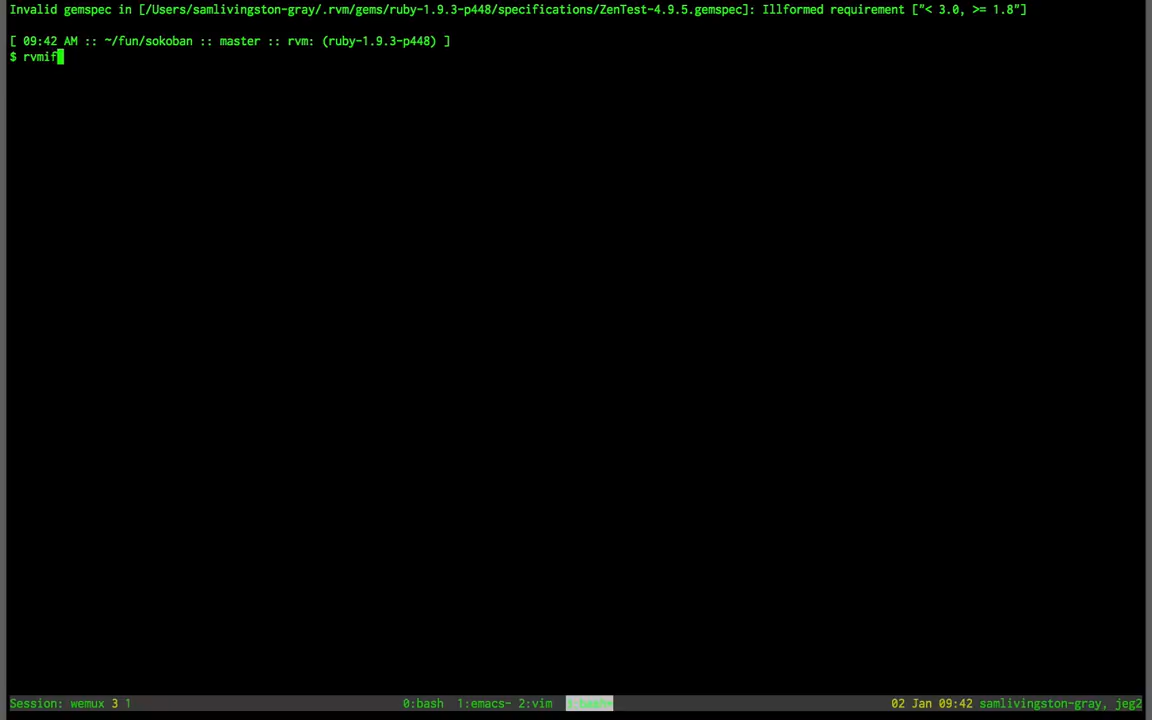 Invalid gemspec in [/Users/samlivingston-gray/.rvm/gems/ruby-1.9.3-p448/specifications/ZenTest-4.9.5.gemspec]: Illformed requirement ["< 3.0, >= 1.8"]
[ 09:42 AM :: ~/fun/sokoban :: master :: rvm: (ruby-1.9.3-p448) ]
$ rvmif
Session: wemux 3 1 0:bash 1:emacs- 2:vim 02 Jan 09:42 samlivingston-gray, jeg2